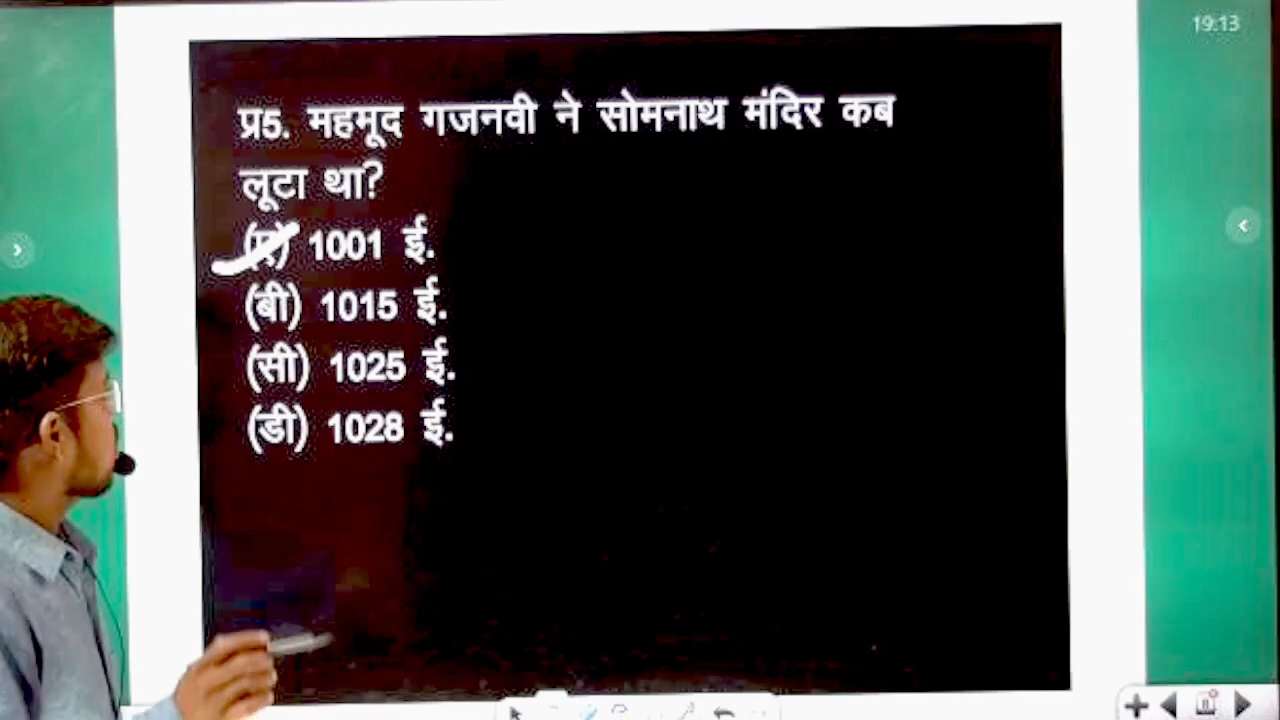 19:13
प्र5. महमूद गजनवी ने सोमनाथ मंदिर कब
लूटा था?
(ए) 1001 ई.
(बी) 1015 ई.
(सी) 1025 ई.
(डी) 1028 ई.